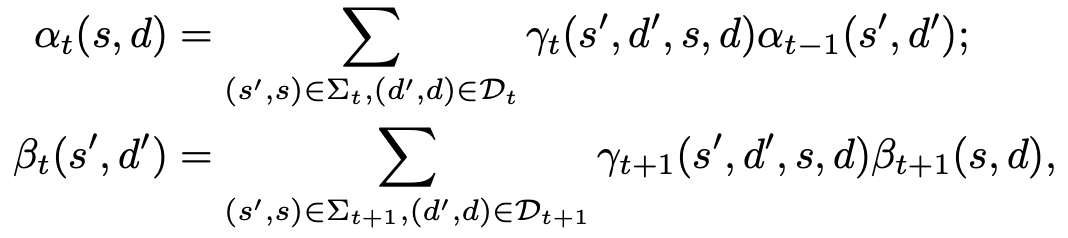 αₜ(s, d) = ∑_{(s′,s)∈Σₜ,(d′,d)∈𝒟ₜ} γₜ(s′, d′, s, d)αₜ₋₁(s′, d′);
βₜ(s′, d′) = ∑_{(s′,s)∈Σₜ₊₁,(d′,d)∈𝒟ₜ₊₁} γₜ₊₁(s′, d′, s, d)βₜ₊₁(s, d),